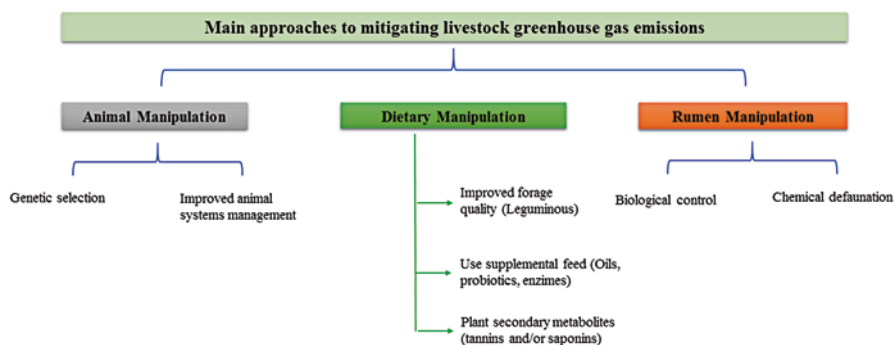 Main approaches to mitigating livestock greenhouse gas emissions
Animal Manipulation
Dietary Manipulation
Rumen Manipulation
Genetic selection
Improved animal
systems management
Improved forage
quality (Leguminous)
Use supplemental feed (Oils,
probiotics, enzimes)
Plant secondary metabolites
(tannins and/or saponins)
Biological control
Chemical defaunation